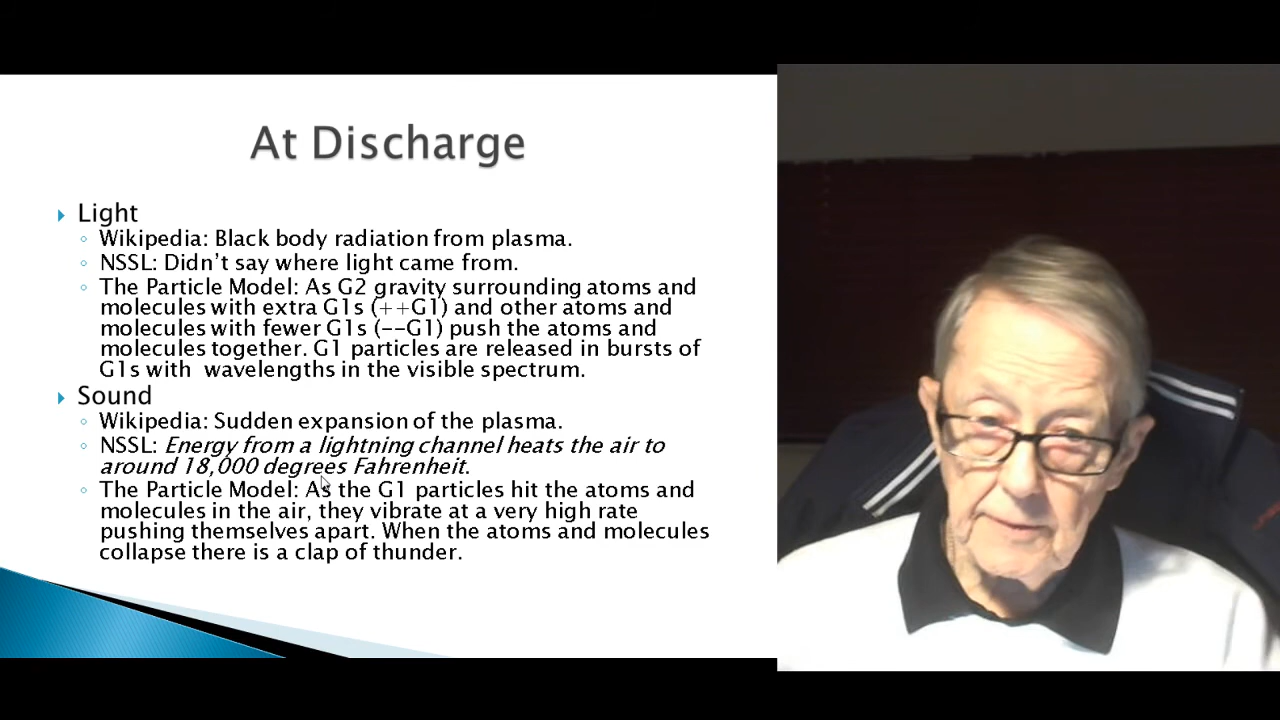 At Discharge
Light
Wikipedia: Black body radiation from plasma.
NSSL: Didn't say where light came from.
The Particle Model: As G2 gravity surrounding atoms and
molecules with extra G1s (++G1) and other atoms and
molecules with fewer G1s (--G1) push the atoms and
molecules together. G1 particles are released in bursts of
G1s with wavelengths in the visible spectrum.
Sound
Wikipedia: Sudden expansion of the plasma.
NSSL: Energy from a lightning channel heats the air to
around 18,000 degrees Fahrenheit.
The Particle Model: As the G1 particles hit the atoms and
molecules in the air, they vibrate at a very high rate
pushing themselves apart. When the atoms and molecules
collapse there is a clap of thunder.